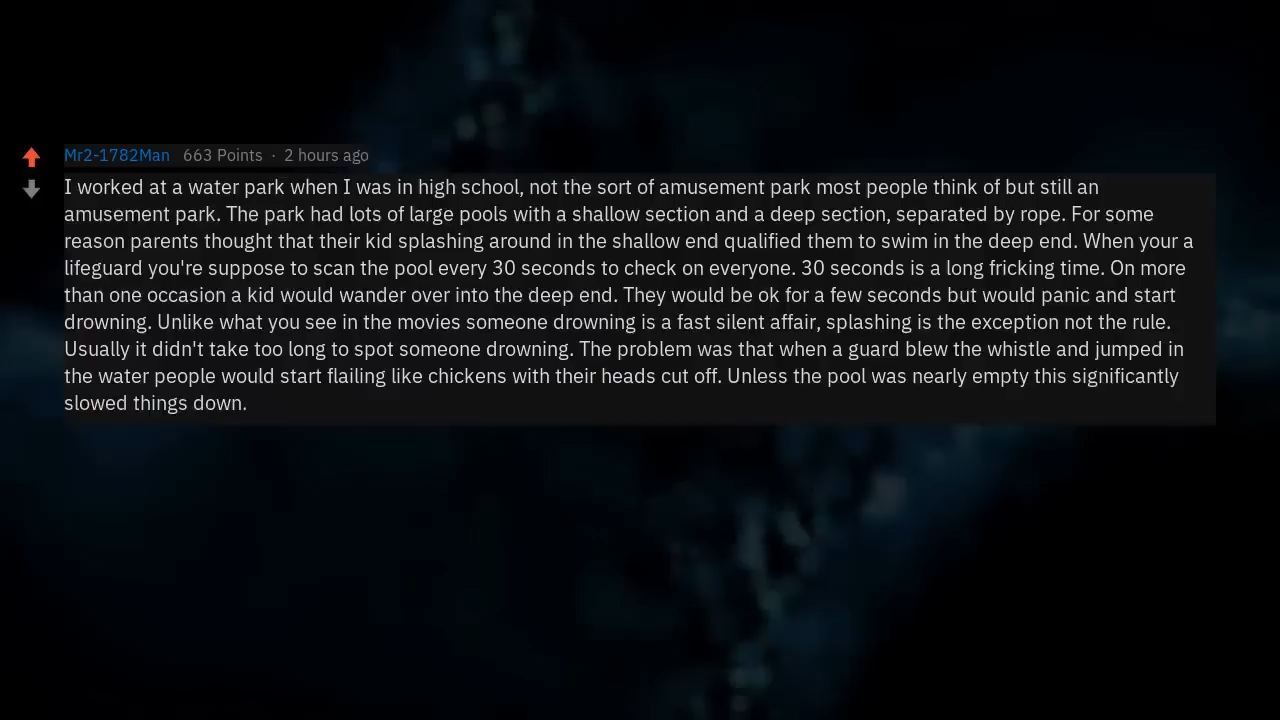 Mr2-1782Man 663 Points · 2 hours ago
I worked at a water park when I was in high school, not the sort of amusement park most people think of but still an
amusement park. The park had lots of large pools with a shallow section and a deep section, separated by rope. For some
reason parents thought that their kid splashing around in the shallow end qualified them to swim in the deep end. When your a
lifeguard you're suppose to scan the pool every 30 seconds to check on everyone. 30 seconds is a long fricking time. On more
than one occasion a kid would wander over into the deep end. They would be ok for a few seconds but would panic and start
drowning. Unlike what you see in the movies someone drowning is a fast silent affair, splashing is the exception not the rule.
Usually it didn't take too long to spot someone drowning. The problem was that when a guard blew the whistle and jumped in
the water people would start flailing like chickens with their heads cut off. Unless the pool was nearly empty this significantly
slowed things down.